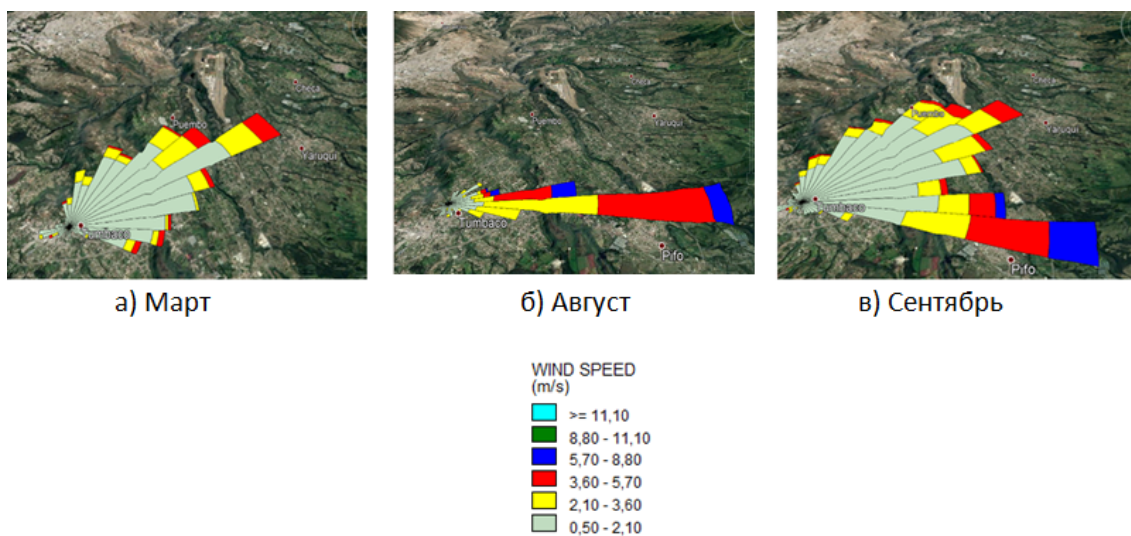 Checa
Puembo
Yaruqui
Tumbaco
Puembo
Yaruqui
Tumbaco
Pifo
Checa
Puembo
Yaruqui
Tumbaco
Pifo
а) Март
б) Август
в) Сентябрь
WIND SPEED
(m/s)
>= 11,10
8,80 - 11,10
5,70 - 8,80
3,60 - 5,70
2,10 - 3,60
0,50 - 2,10